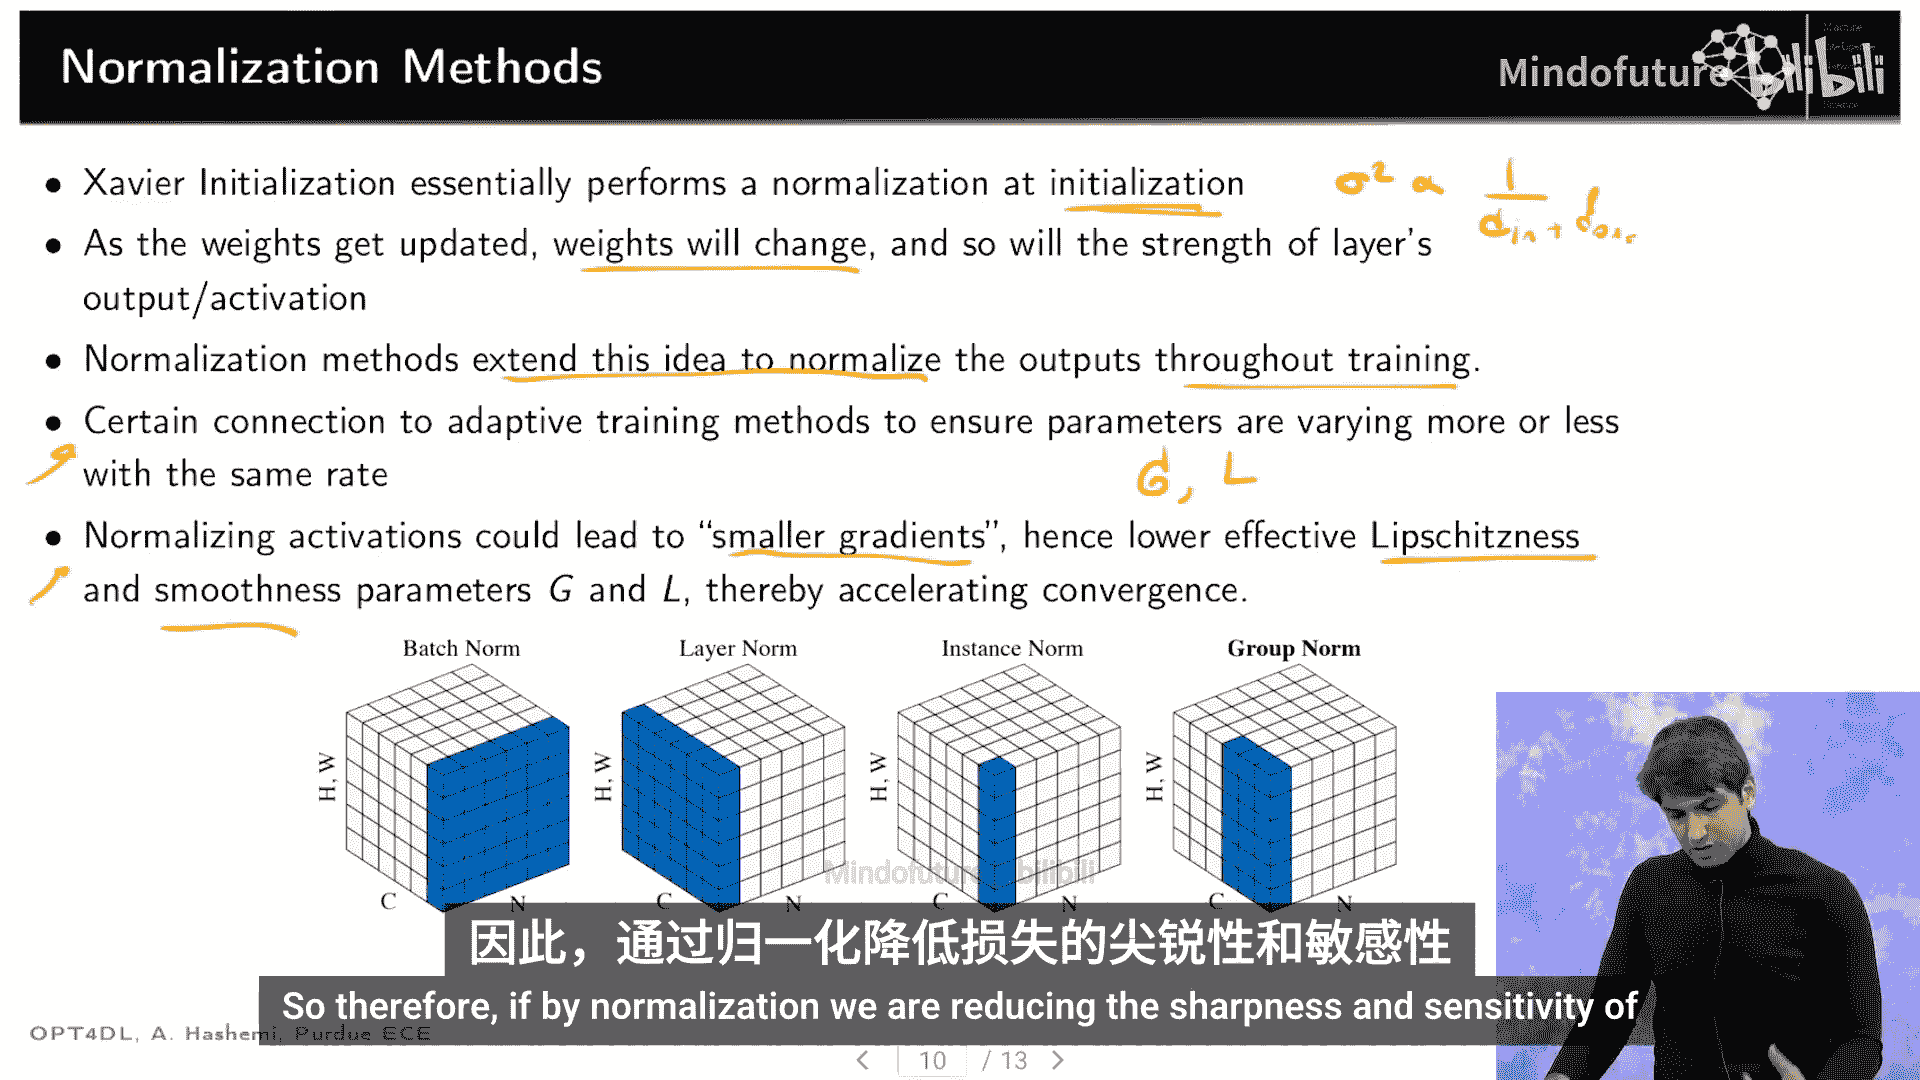 Normalization Methods
Mindofuture
bilibili
• Xavier Initialization essentially performs a normalization at initialization
σ² α 1
d in + d out
• As the weights get updated, weights will change, and so will the strength of layer's
output/activation
• Normalization methods extend this idea to normalize the outputs throughout training.
• Certain connection to adaptive training methods to ensure parameters are varying more or less
with the same rate
G, L
• Normalizing activations could lead to “smaller gradients”, hence lower effective Lipschitzness
and smoothness parameters G and L, thereby accelerating convergence.
Batch Norm
Layer Norm
Instance Norm
Group Norm
H, W
H, W
H, W
H, W
C N
C N
C N
C N
Mindofuture bilibili
因此，通过归一化降低损失的尖锐性和敏感性
So therefore, if by normalization we are reducing the sharpness and sensitivity of
OPT4DL, A. Hashemi, Purdue ECE
10 / 13